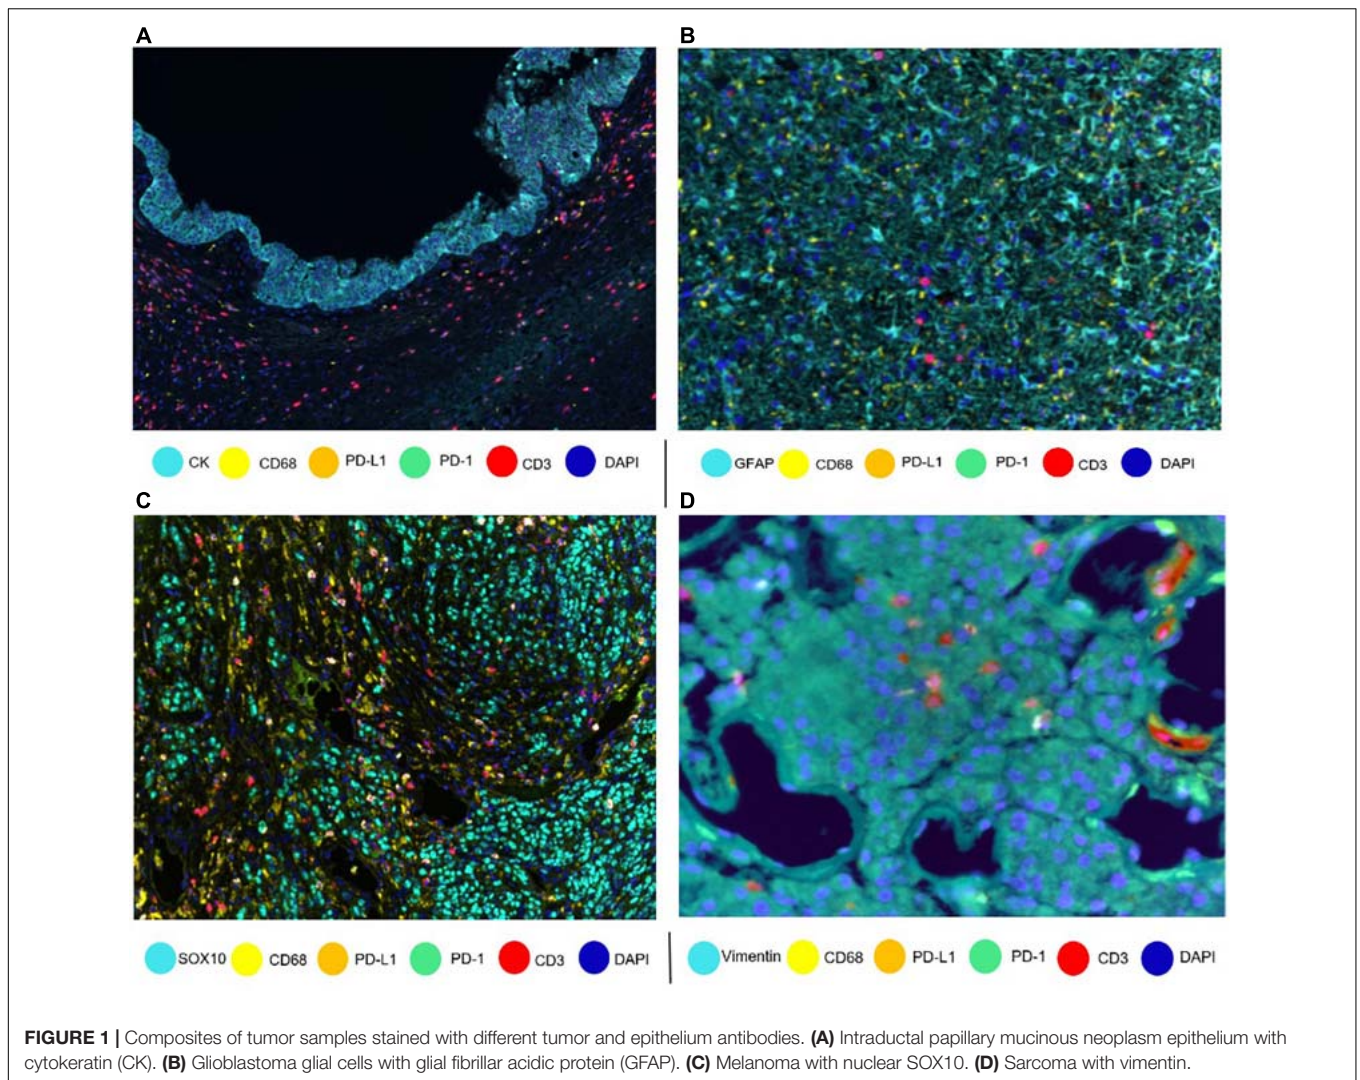 A
B
CK CD68 PD-L1 PD-1 CD3 DAPI
GFAP CD68 PD-L1 PD-1 CD3 DAPI
C
D
SOX10 CD68 PD-L1 PD-1 CD3 DAPI
Vimentin CD68 PD-L1 PD-1 CD3 DAPI
FIGURE 1 | Composites of tumor samples stained with different tumor and epithelium antibodies. (A) Intraductal papillary mucinous neoplasm epithelium with
cytokeratin (CK). (B) Glioblastoma glial cells with glial fibrillar acidic protein (GFAP). (C) Melanoma with nuclear SOX10. (D) Sarcoma with vimentin.